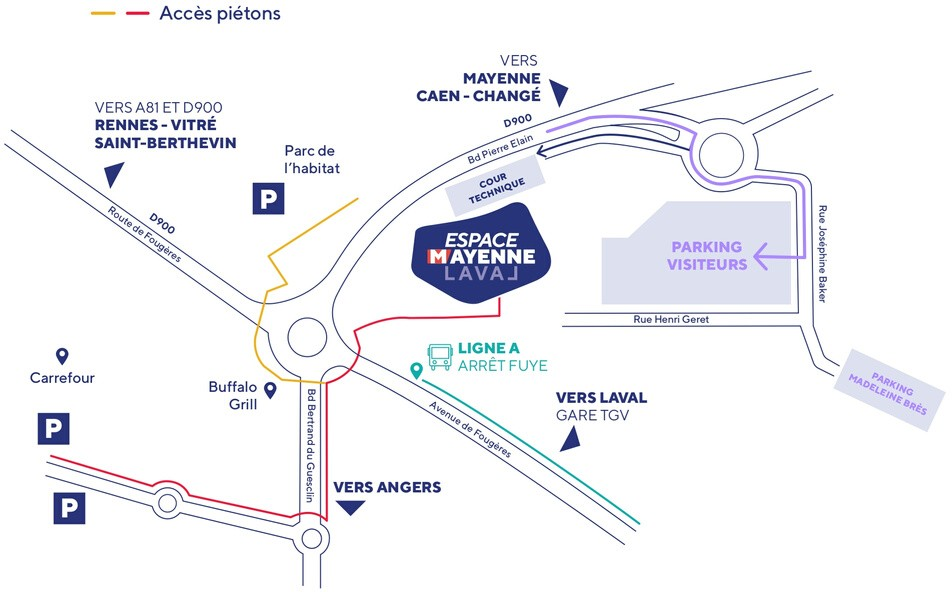 Accès piétons
VERS
MAYENNE
CAEN - CHANGÉ
VERS A81 ET D900
RENNES - VITRÉ
SAINT-BERTHEVIN
D900
Bd Pierre Elain
Parc de
l'habitat
P
COUR
TECHNIQUE
D900
Route de Fougères
ESPACE
MAYENNE
LAVAL
PARKING
VISITEURS
Rue Joséphine Baker
Rue Henri Geret
LIGNE A
ARRÊT FUYE
Carrefour
Buffalo
Grill
PARKING
MADELEINE BRÈS
VERS LAVAL
GARE TGV
Avenue de Fougères
Bd Bertrand du Guesclin
P
VERS ANGERS
P